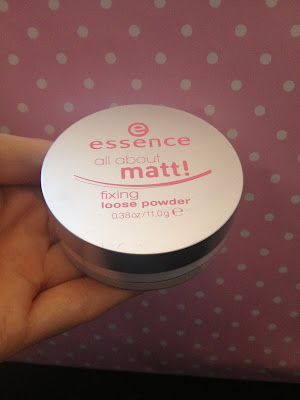 essence
all about
matt!
fixing
loose powder
0.38oz/11.0g ℮